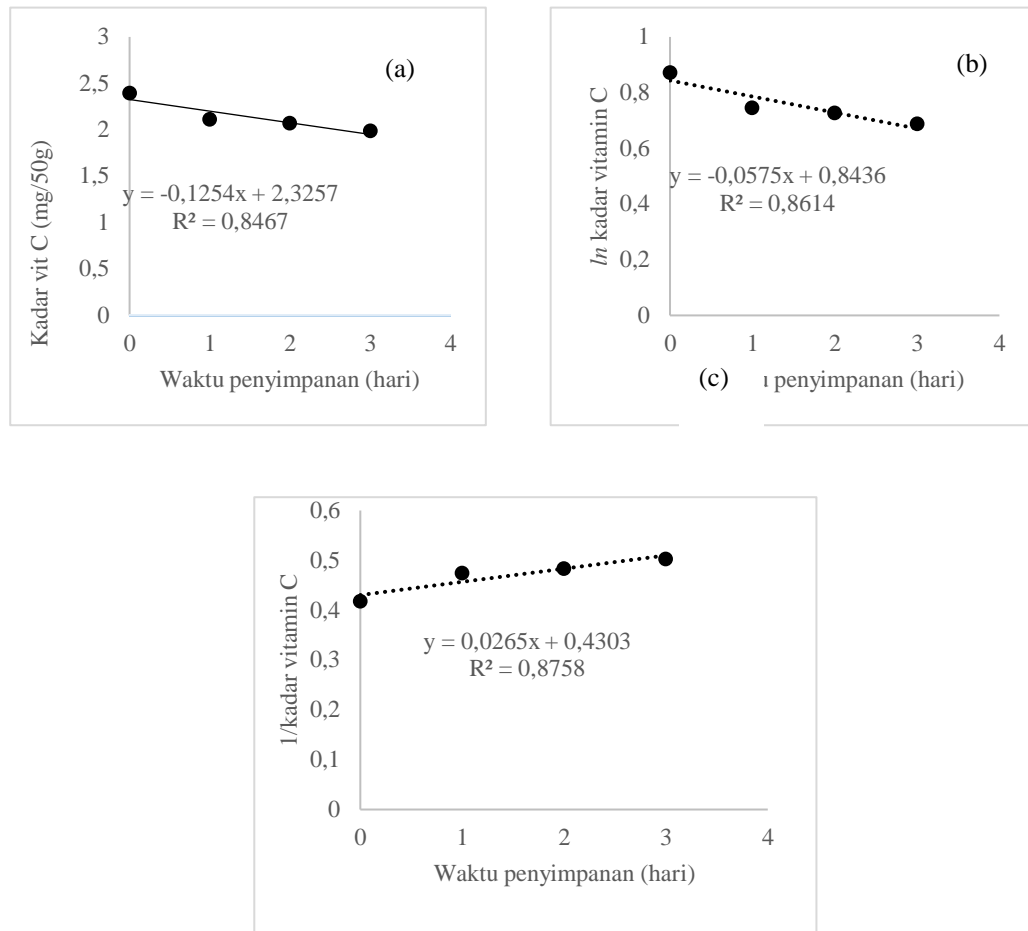 3
2,5
2
1,5
1
0,5
0
0 1 2 3 4
Kadar vit C (mg/50g)
Waktu penyimpanan (hari)
(a)
y = -0,1254x + 2,3257
R² = 0,8467
1
0,8
0,6
0,4
0,2
0
0 1 2 3 4
ln kadar vitamin C
penyimpanan (hari)
(b)
y = -0,0575x + 0,8436
R² = 0,8614
(c)
0,6
0,5
0,4
0,3
0,2
0,1
0
0 1 2 3 4
1/kadar vitamin C
Waktu penyimpanan (hari)
y = 0,0265x + 0,4303
R² = 0,8758